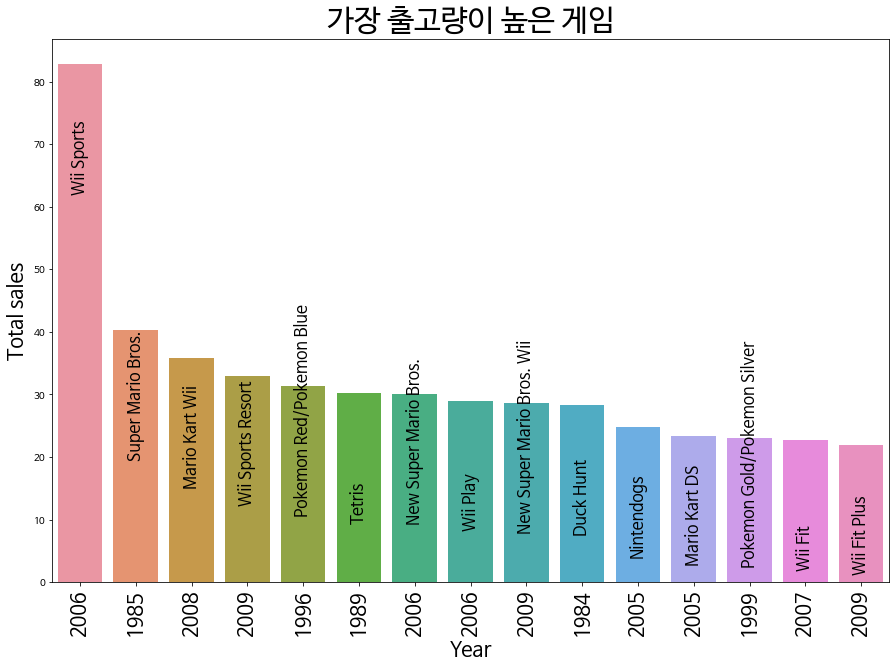 가장 출고량이 높은 게임
Total sales
80
70
60
50
40
30
20
10
0
Wii Sports
Super Mario Bros.
Mario Kart Wii
Wii Sports Resort
Pokemon Red/Pokemon Blue
Tetris
New Super Mario Bros.
Wii Play
New Super Mario Bros. Wii
Duck Hunt
Nintendogs
Mario Kart DS
Pokemon Gold/Pokemon Silver
Wii Fit
Wii Fit Plus
2006
1985
2008
2009
1996
1989
2006
2006
2009
1984
2005
2005
1999
2007
2009
Year